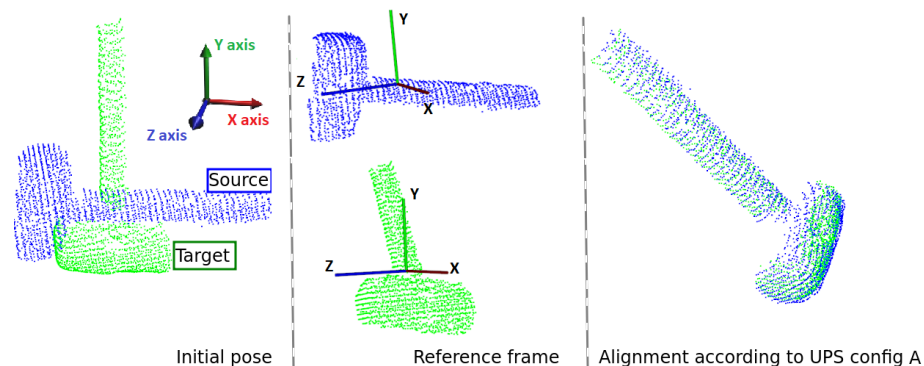 Y axis
X axis
Z axis
Source
Target
Initial pose
Y
Z
X
Y
Z
X
Reference frame
Alignment according to UPS config A